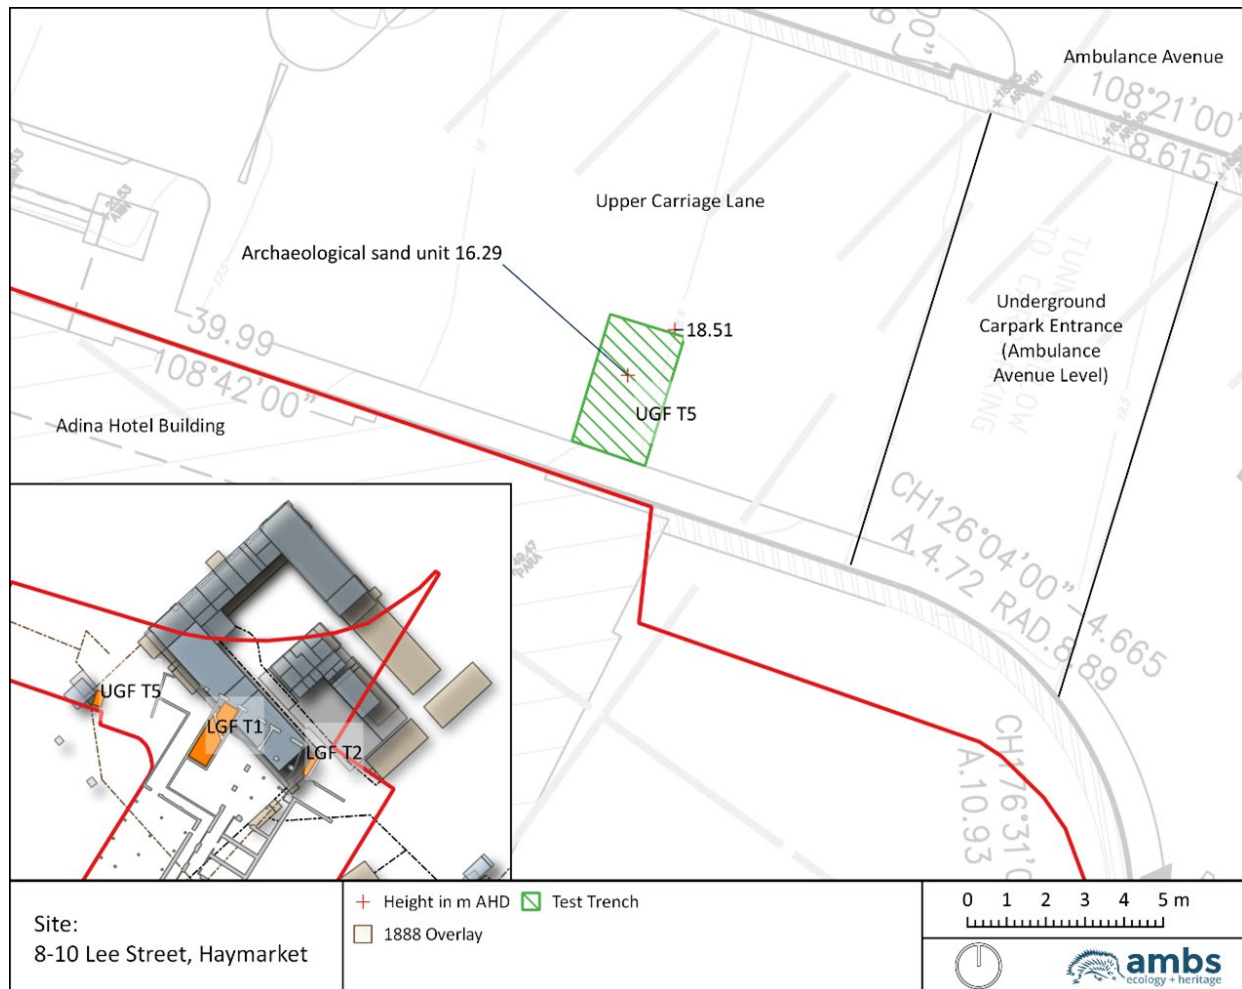 Ambulance Avenue
108°21'00"
8.615
Upper Carriage Lane
Archaeological sand unit 16.29
39.99
108°42'00"
18.51
UGF T5
Adina Hotel Building
Underground
Carpark Entrance
(Ambulance
Avenue Level)
CH126°04'00"-4.665
A.4.72 RAD.8.89
PARA
UGF T5
LGF T1
LGF T2
A.10.93
Site:
8-10 Lee Street, Haymarket
Height in m AHD
Test Trench
1888 Overlay
0 1 2 3 4 5 m
ambs
ecology + heritage